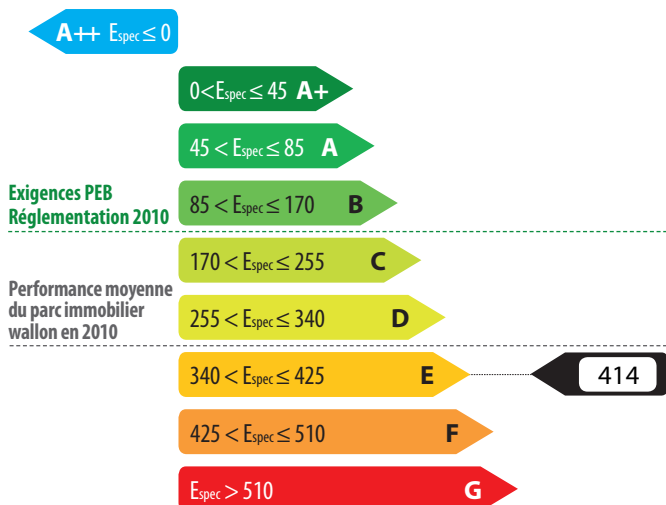 A++ Espec ≤ 0
0<Espec ≤ 45 A+
45 < Espec ≤ 85 A
Exigences PEB
Réglementation 2010
85 < Espec ≤ 170 B
170 < Espec ≤ 255 C
Performance moyenne
du parc immobilier
wallon en 2010
255 < Espec ≤ 340 D
340 < Espec ≤ 425 E
414
425 < Espec ≤ 510 F
Espec > 510 G